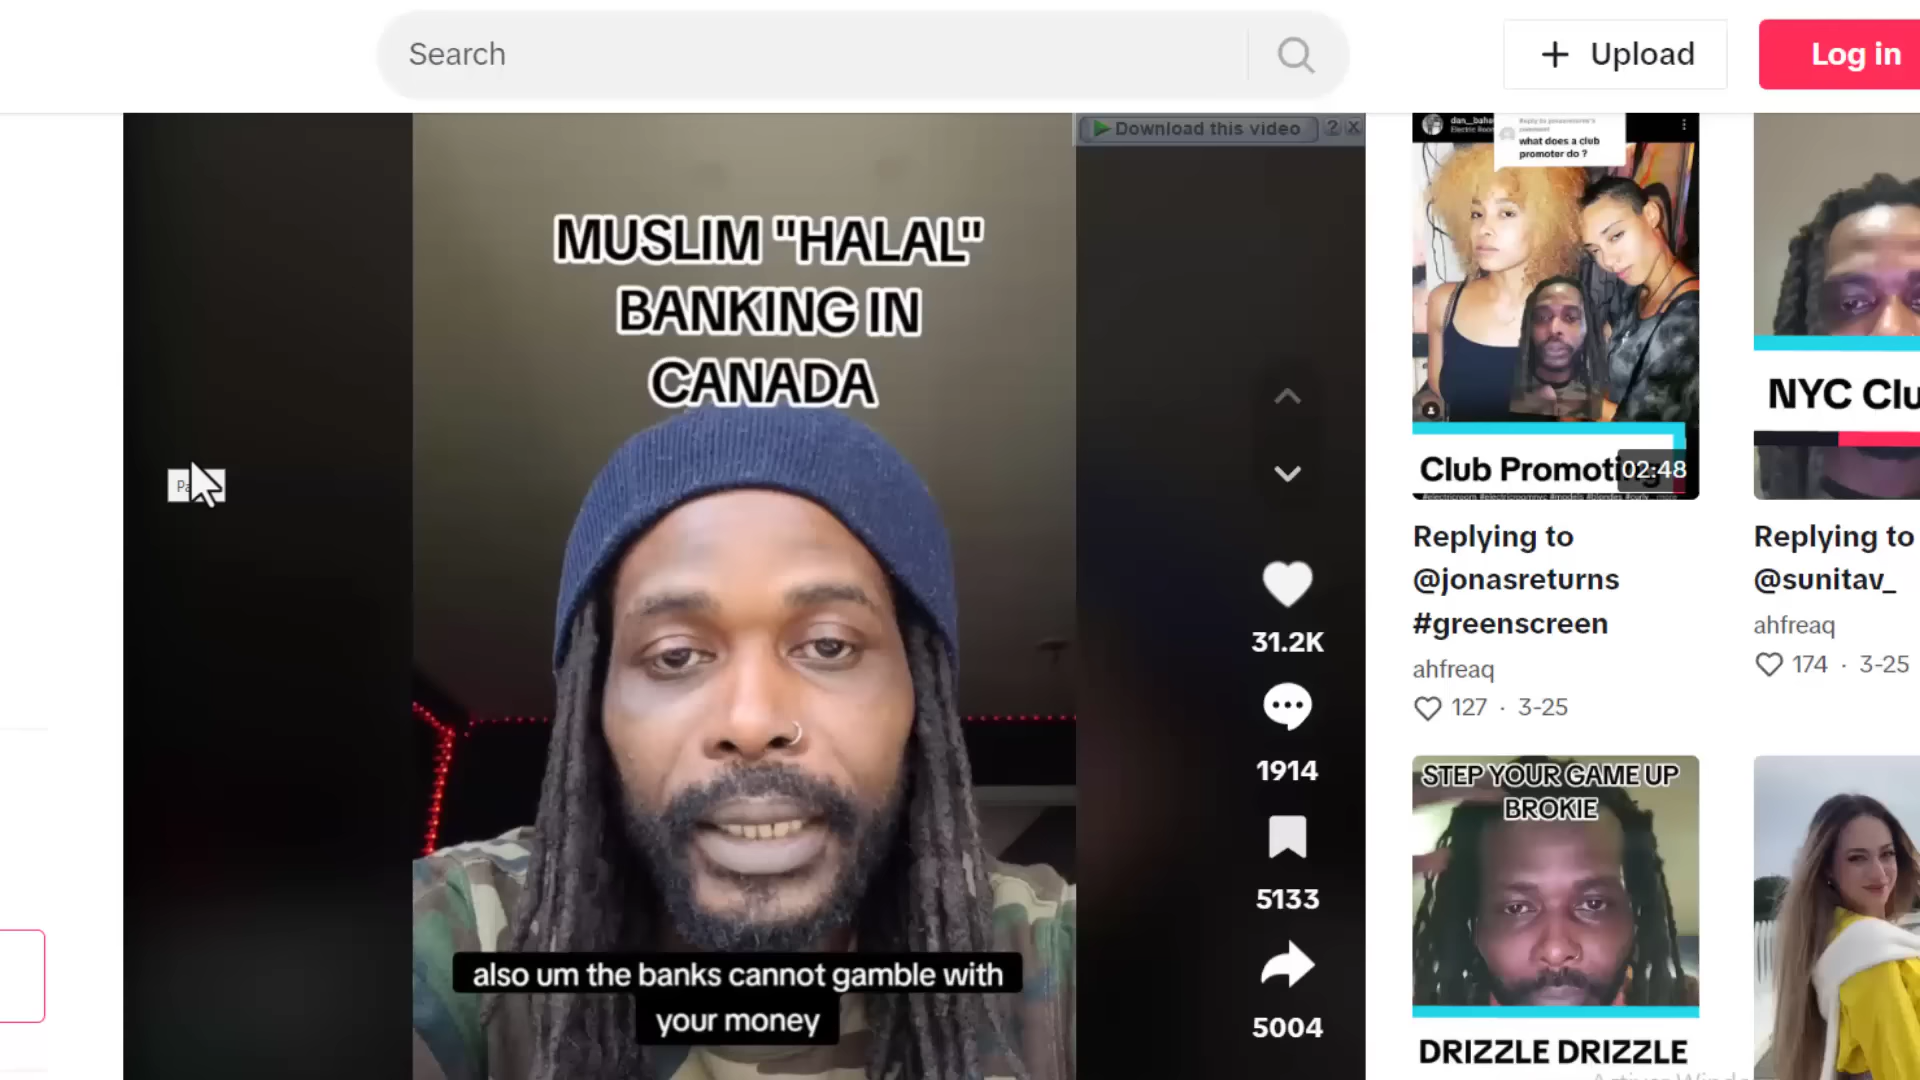 Search
Upload
Log in
Download this video
?
X
MUSLIM "HALAL"
BANKING IN
CANADA
also um the banks cannot gamble with
your money
31.2K
1914
5133
5004
what does a club
promoter do ?
Club Promoti
02:48
Replying to
@jonasreturns
#greenscreen
ahfreaq
127 · 3-25
NYC Clu
Replying to
@sunitav_
ahfreaq
174 · 3-25
STEP YOUR GAME UP
BROKIE
DRIZZLE DRIZZLE